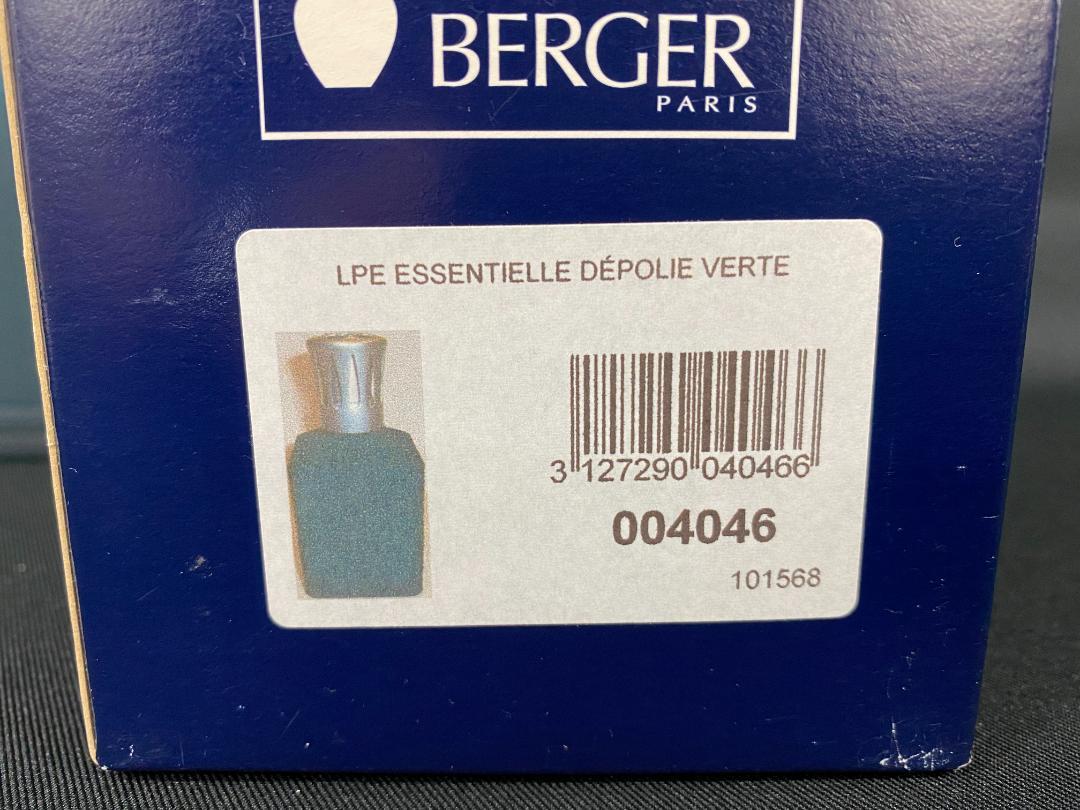 BERGER
PARIS
LPE ESSENTIELLE DÉPOLIE VERTE
3 127290 040466
004046
101568